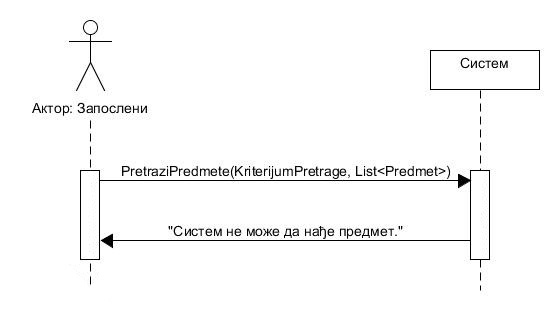 Систем
Актор: Запослени
PretraziPredmete(KriterijumPretrage, List<Predmet>)
"Систем не може да нађе предмет."